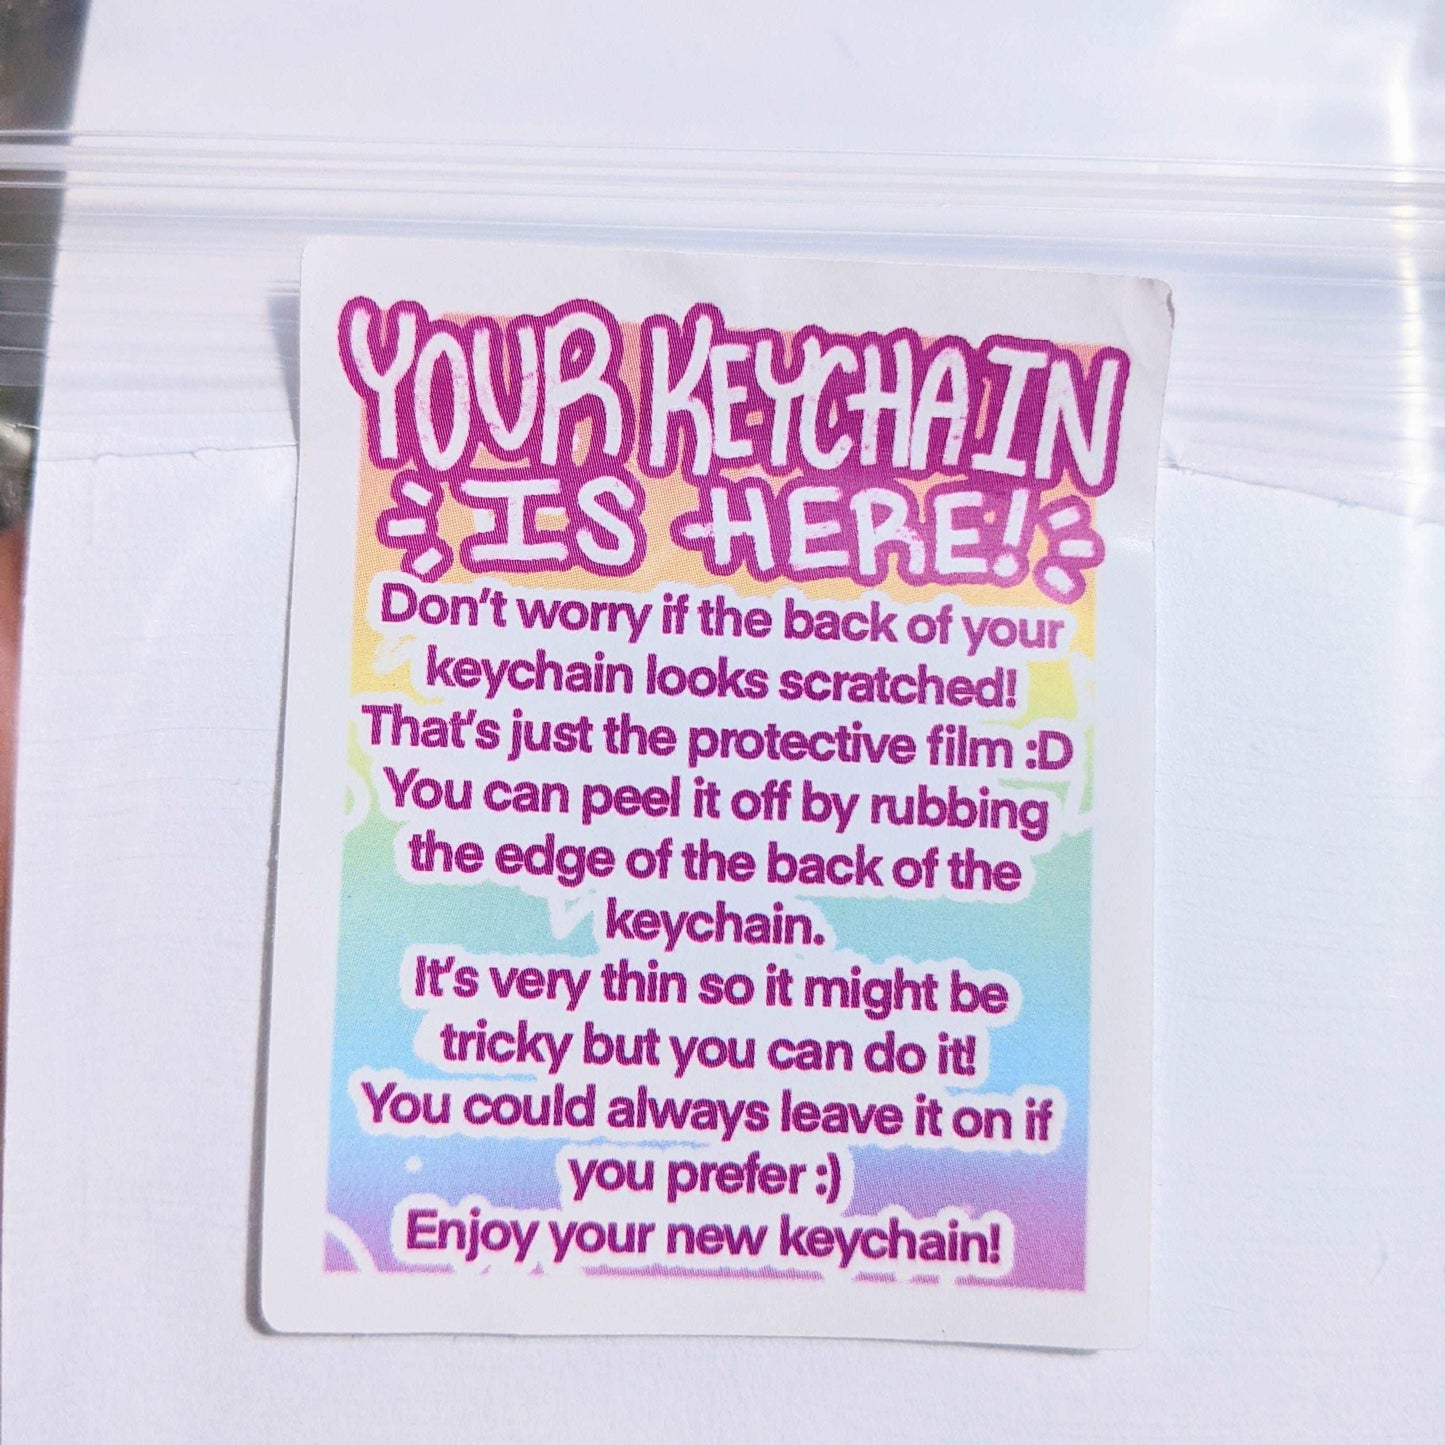 YOUR KEYCHAIN
IS HERE!
Don't worry if the back of your
keychain looks scratched!
That's just the protective film :D
You can peel it off by rubbing
the edge of the back of the
keychain.
It's very thin so it might be
tricky but you can do it!
You could always leave it on if
you prefer :)
Enjoy your new keychain!